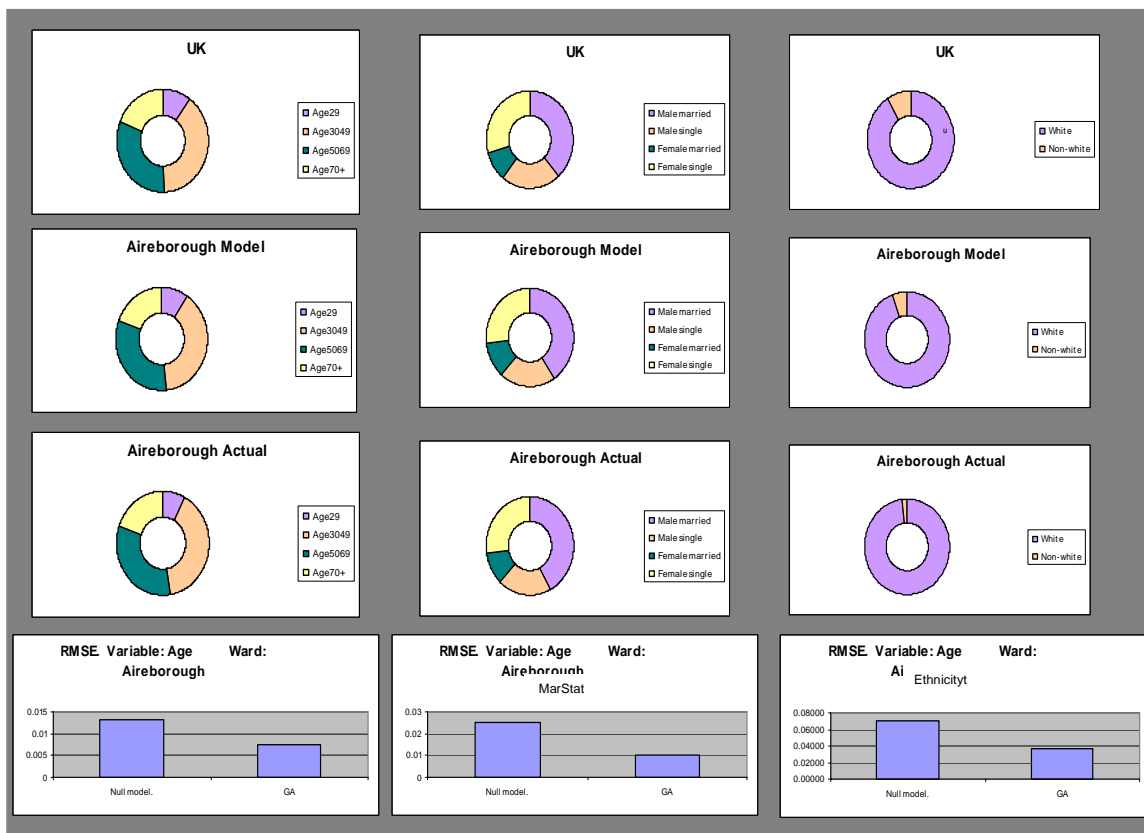 UK
Age29
Age3049
Age5069
Age70+
UK
Male married
Male single
Female married
Female single
UK
u
White
Non-white
Aireborough Model
Age29
Age3049
Age5069
Age70+
Aireborough Model
Male married
Male single
Female married
Female single
Aireborough Model
White
Non-white
Aireborough Actual
Age29
Age3049
Age5069
Age70+
Aireborough Actual
Male married
Male single
Female married
Female single
Aireborough Actual
White
Non-white
RMSE. Variable: Age Ward:
Aireborough
0.015
0.01
0.005
0
Null model. GA
RMSE. Variable: Age Ward:
Aireborough
MarStat
0.03
0.02
0.01
0
Null model. GA
RMSE. Variable: Age Ward:
Ai
Ethnicityt
0.08000
0.06000
0.04000
0.02000
0.00000
Null model. GA